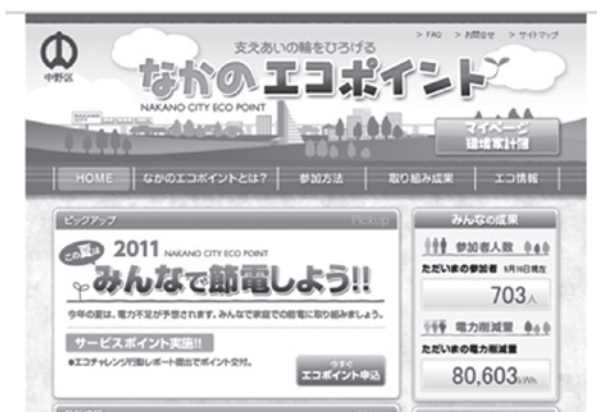 > FAQ > お問合せ > サイトマップ
中野区
支えあいの輪をひろげる
なかのエコポイント
NAKANO CITY ECO POINT
NAKANO CITY
マイページ
環境家計簿
HOME なかのエコポイントとは? 参加方法 取り組み成果 エコ情報
ピックアップ Pickup
この夏は 2011 NAKANO CITY ECO POINT
みんなで節電しよう!!
今年の夏は、電力不足が予想されます。みんなで家庭での節電に取り組みましょう。
サービスポイント実施!!
●エコチャレンジ行動レポート提出でポイント交付。
今すぐ
エコポイント申込
みんなの成果
参加者人数
ただいまの参加者 9月16日現在
703人
電力削減量
ただいまの電力削減量
80,603kWh